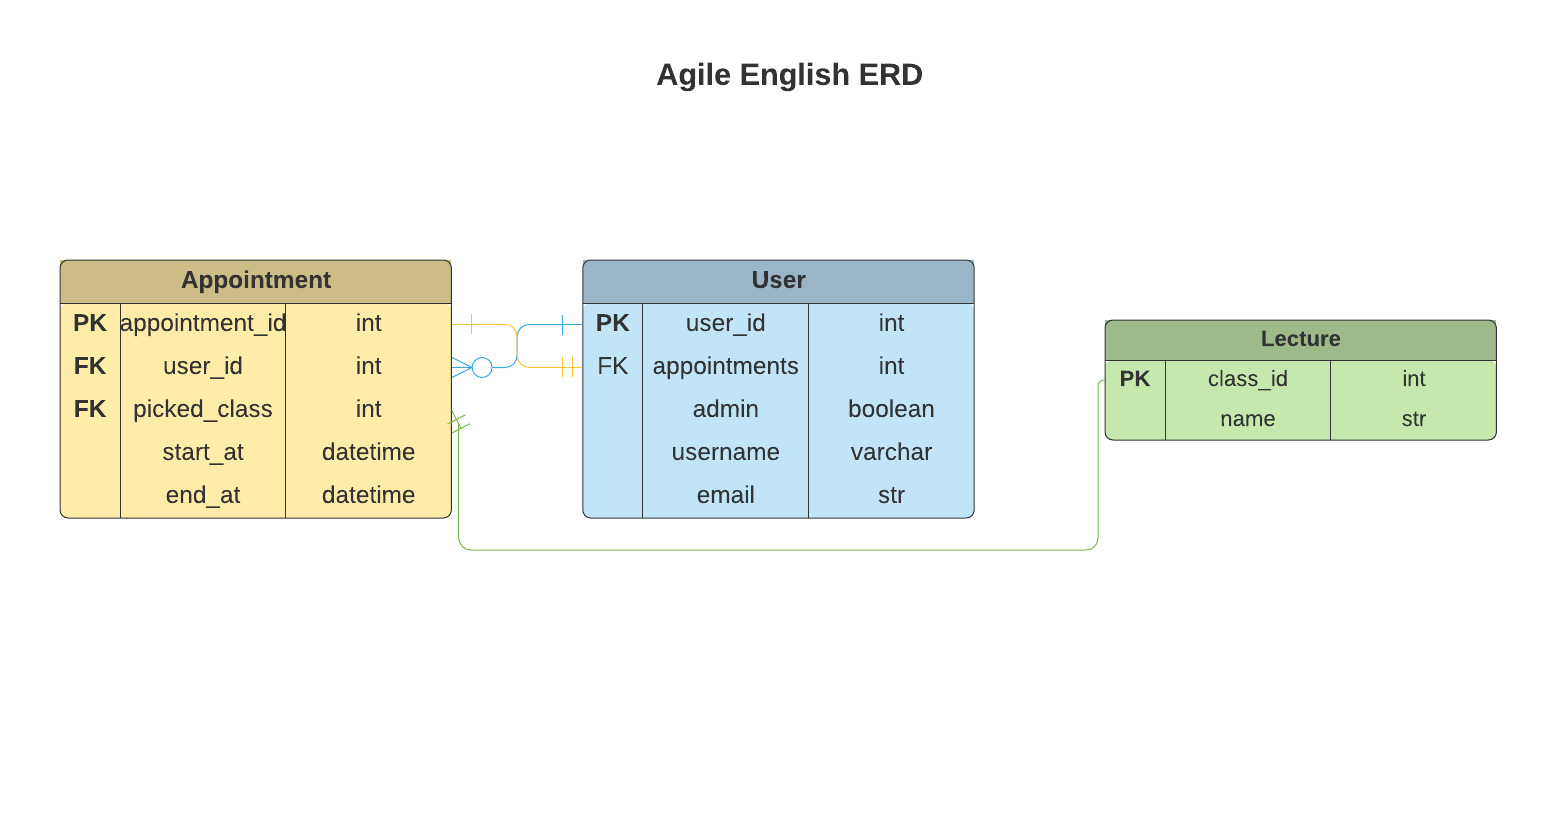 Agile English ERD
Appointment
PK appointment_id int
FK user_id int
FK picked_class int
start_at datetime
end_at datetime
User
PK user_id int
FK appointments int
admin boolean
username varchar
email str
Lecture
PK class_id int
name str